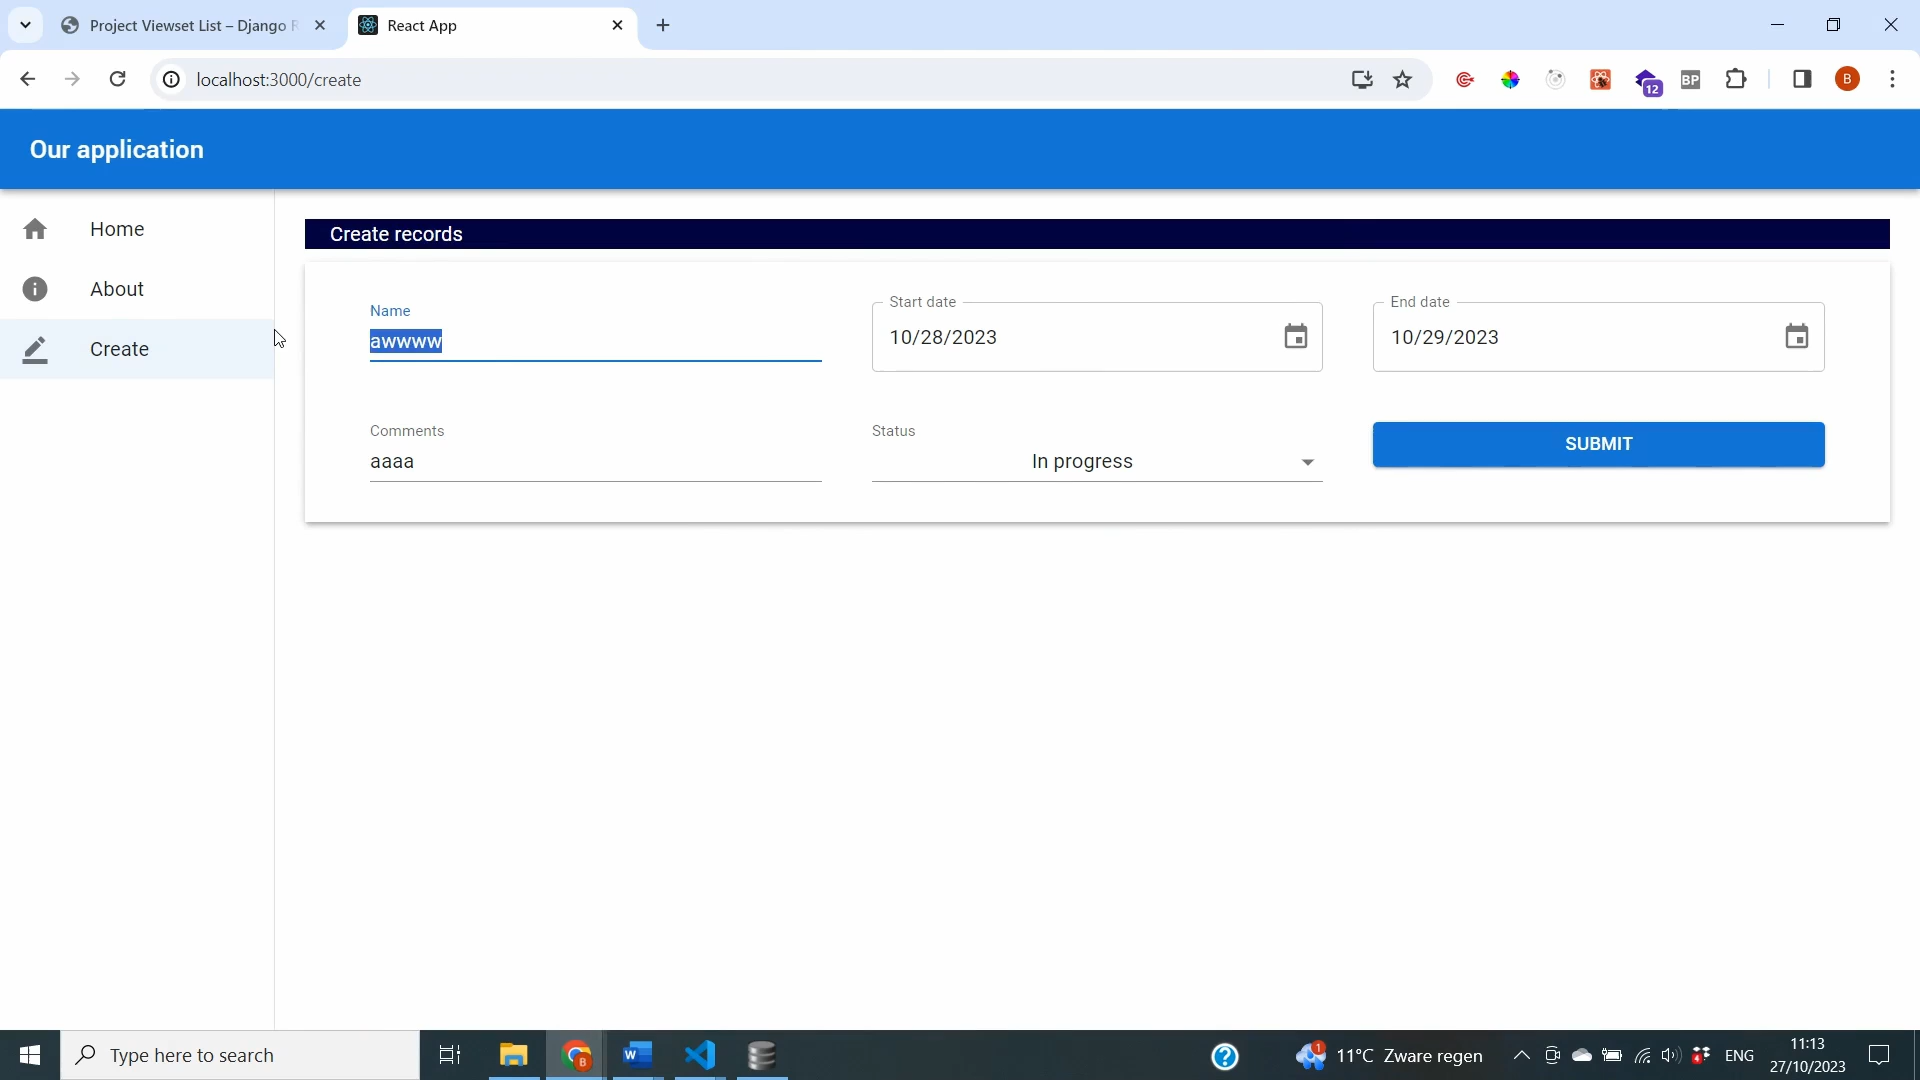 Project Viewset List – Django R
React App
localhost:3000/create
12
BP
B
Our application
Home
About
Create
Create records
Name
awwww
Start date
10/28/2023
End date
10/29/2023
Comments
aaaa
Status
In progress
SUBMIT
Type here to search
B
W
?
1
11°C Zware regen
4
ENG
11:13
27/10/2023